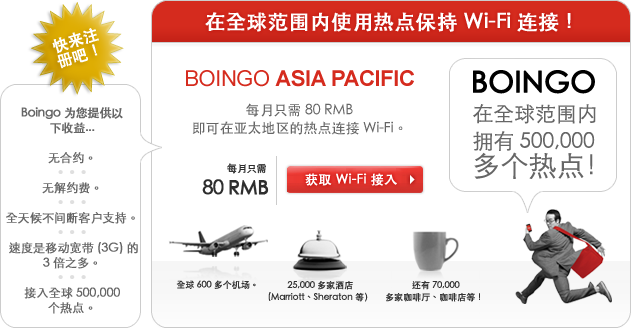 快来注
册吧！
Boingo 为您提供以
下收益...
无合约。
无解约费。
全天候不间断客户支持。
速度是移动宽带 (3G) 的
3 倍之多。
接入全球 500,000
个热点。
在全球范围内使用热点保持 Wi-Fi 连接！
BOINGO ASIA PACIFIC
每月只需 80 RMB
即可在亚太地区的热点连接 Wi-Fi。
每月只需
80 RMB
获取 Wi-Fi 接入
全球 600 多个机场。
25,000 多家酒店
(Marriott、Sheraton 等)
还有 70,000
多家咖啡厅、咖啡店等！
BOINGO
在全球范围内
拥有 500,000
多个热点！